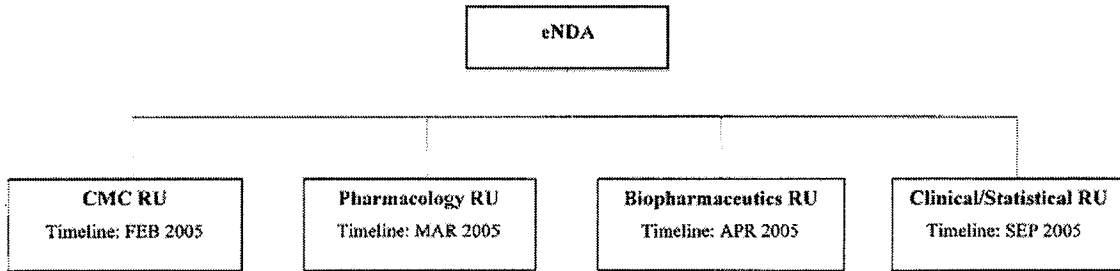 eNDA
CMC RU
Timeline: FEB 2005
Pharmacology RU
Timeline: MAR 2005
Biopharmaceutics RU
Timeline: APR 2005
Clinical/Statistical RU
Timeline: SEP 2005